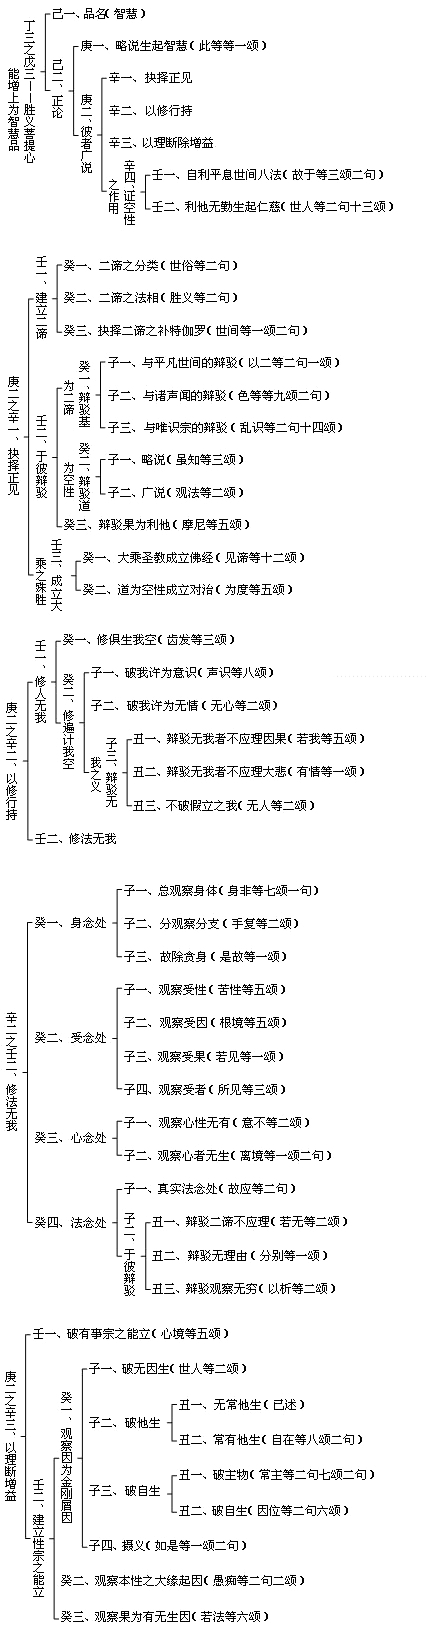 丁三之戊三——胜义菩提心
能增上为智慧品
己一、品名(智慧)
己二、正论
庚一、略说生起智慧(此等等一颂)
庚二、彼者广说
辛一、抉择正见
辛二、以修行持
辛三、以理断除增益
辛四、证空性
之作用
壬一、自利平息世间八法(故于等三颂二句)
壬二、利他无勤生起仁慈(世人等二句十三颂)
庚二之辛一、抉择正见
壬一、建立二谛
癸一、二谛之分类(世俗等二句)
癸二、二谛之法相(胜义等二句)
癸三、抉择二谛之补特伽罗(世间等一颂二句)
壬二、于彼辩驳
癸一、辩驳基
为二谛
子一、与平凡世间的辩驳(以二等二句一颂)
子二、与诸声闻的辩驳(色等等九颂二句)
子三、与唯识宗的辩驳(乱识等二句十四颂)
癸二、辩驳道
为空性
子一、略说(虽知等三颂)
子二、广说(观法等二颂)
癸三、辩驳果为利他(摩尼等五颂)
壬三、成立大
乘之殊胜
癸一、大乘圣教成立佛经(见谛等十二颂)
癸二、道为空性成立对治(为度等五颂)
庚二之辛二、以修行持
壬一、修人无我
癸一、修俱生我空(齿发等三颂)
癸二、修遍计我空
子一、破我许为意识(声识等八颂)
子二、破我许为无情(无心等二颂)
子三、辩驳无
我之义
丑一、辩驳无我者不应理因果(若我等五颂)
丑二、辩驳无我者不应理大悲(有情等一颂)
丑三、不破假立之我(无人等二颂)
壬二、修法无我
辛二之壬二、修法无我
癸一、身念处
子一、总观察身体(身非等七颂一句)
子二、分观察分支(手复等二颂)
子三、故除贪身(是故等一颂)
癸二、受念处
子一、观察受性(苦性等五颂)
子二、观察受因(根境等五颂)
子三、观察受果(若见等一颂)
子四、观察受者(所见等三颂)
癸三、心念处
子一、观察心性无有(意不等二颂)
子二、观察心者无生(离境等一颂二句)
癸四、法念处
子一、真实法念处(故应等二句)
子二、于彼辩驳
丑一、辩驳二谛不应理(若无等二颂)
丑二、辩驳无理由(分别等一颂)
丑三、辩驳观察无穷(以析等二颂)
庚二之辛三、以理断增益
壬一、破有事宗之能立(心境等五颂)
壬二、建立性宗之能立
癸一、观察因为金刚屑因
子一、破无因生(世人等二颂)
子二、破他生
丑一、无常他生(已述)
丑二、常有他生(自在等八颂二句)
子三、破自生
丑一、破主物(常主等二句七颂二句)
丑二、破自生(因位等二句六颂)
子四、摄义(如是等一颂二句)
癸二、观察本性之大缘起因(愚痴等二句二颂)
癸三、观察果为有无生因(若法等六颂)